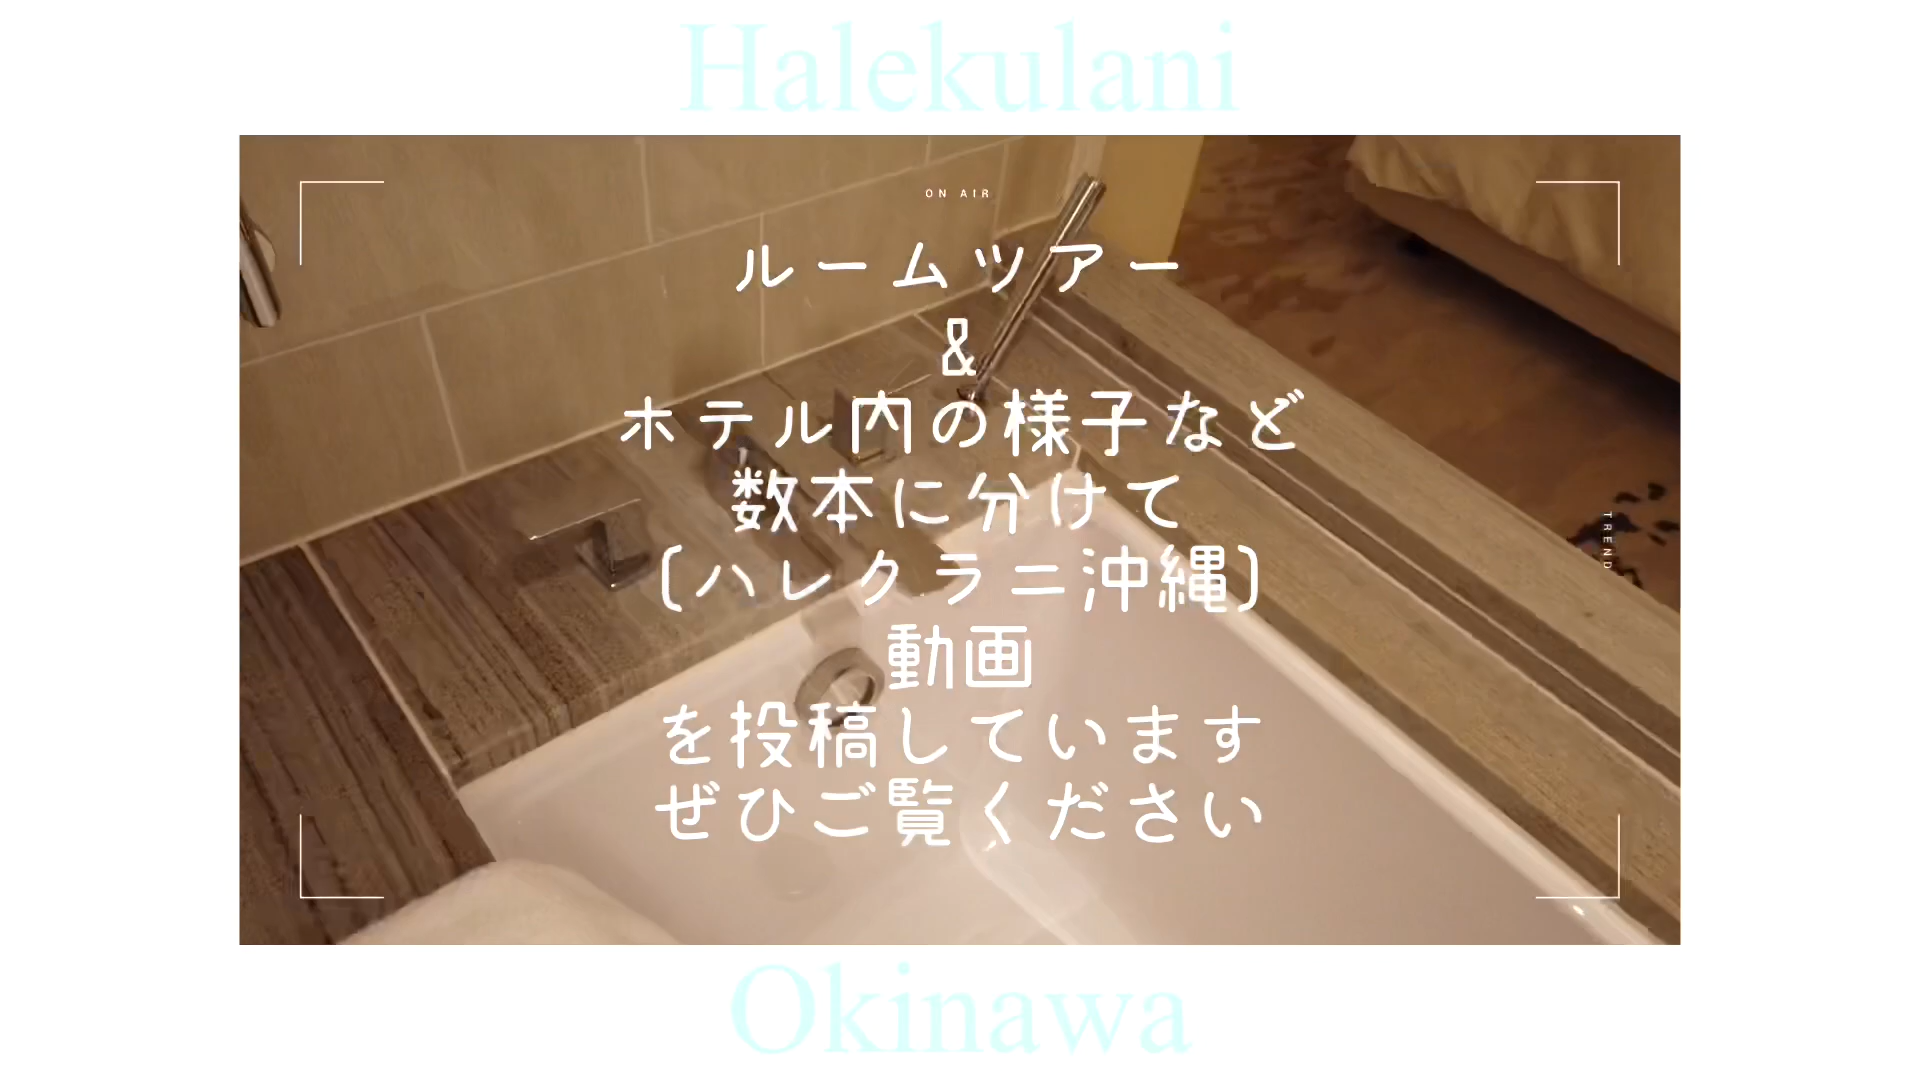 Halekulani
ON AIR
ルームツアー
&
ホテル内の様子など
数本に分けて
(ハレクラニ沖縄)
動画
を投稿しています
ぜひご覧ください
TREND
Okinawa